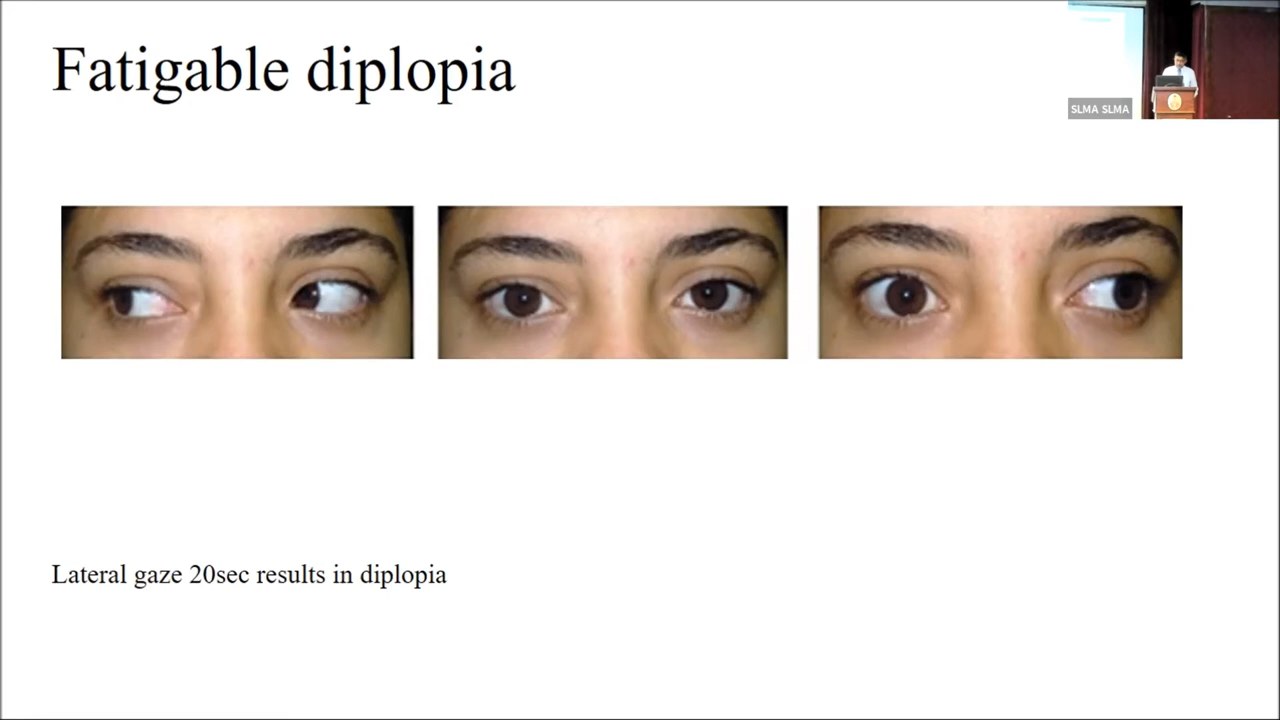 Fatigable diplopia
SLMA SLMA
Lateral gaze 20sec results in diplopia